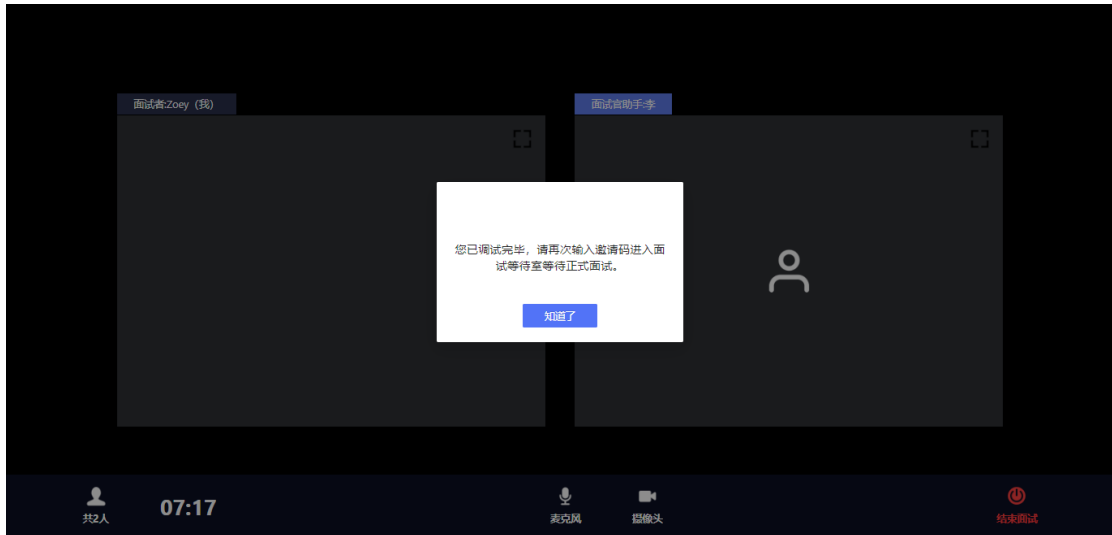 面试者:Zoey（我）
面试官助手:李
您已调试完毕，请再次输入邀请码进入面
试等待室等待正式面试。
知道了
共2人
07:17
麦克风
摄像头
结束面试